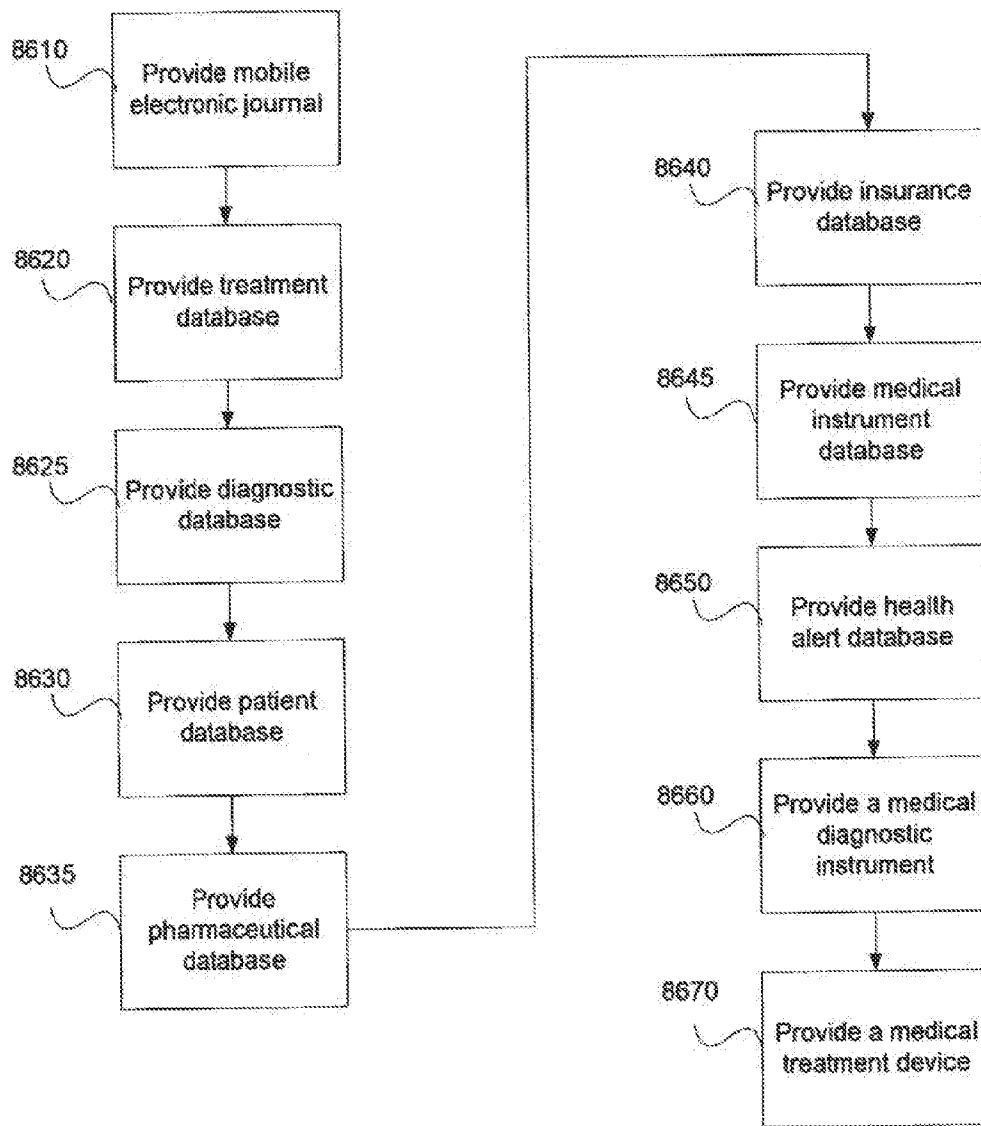 8610
Provide mobile
electronic journal
8620
Provide treatment
database
8625
Provide diagnostic
database
8630
Provide patient
database
8635
Provide
pharmaceutical
database
8640
Provide insurance
database
8645
Provide medical
instrument
database
8650
Provide health
alert database
8660
Provide a medical
diagnostic
instrument
8670
Provide a medical
treatment device